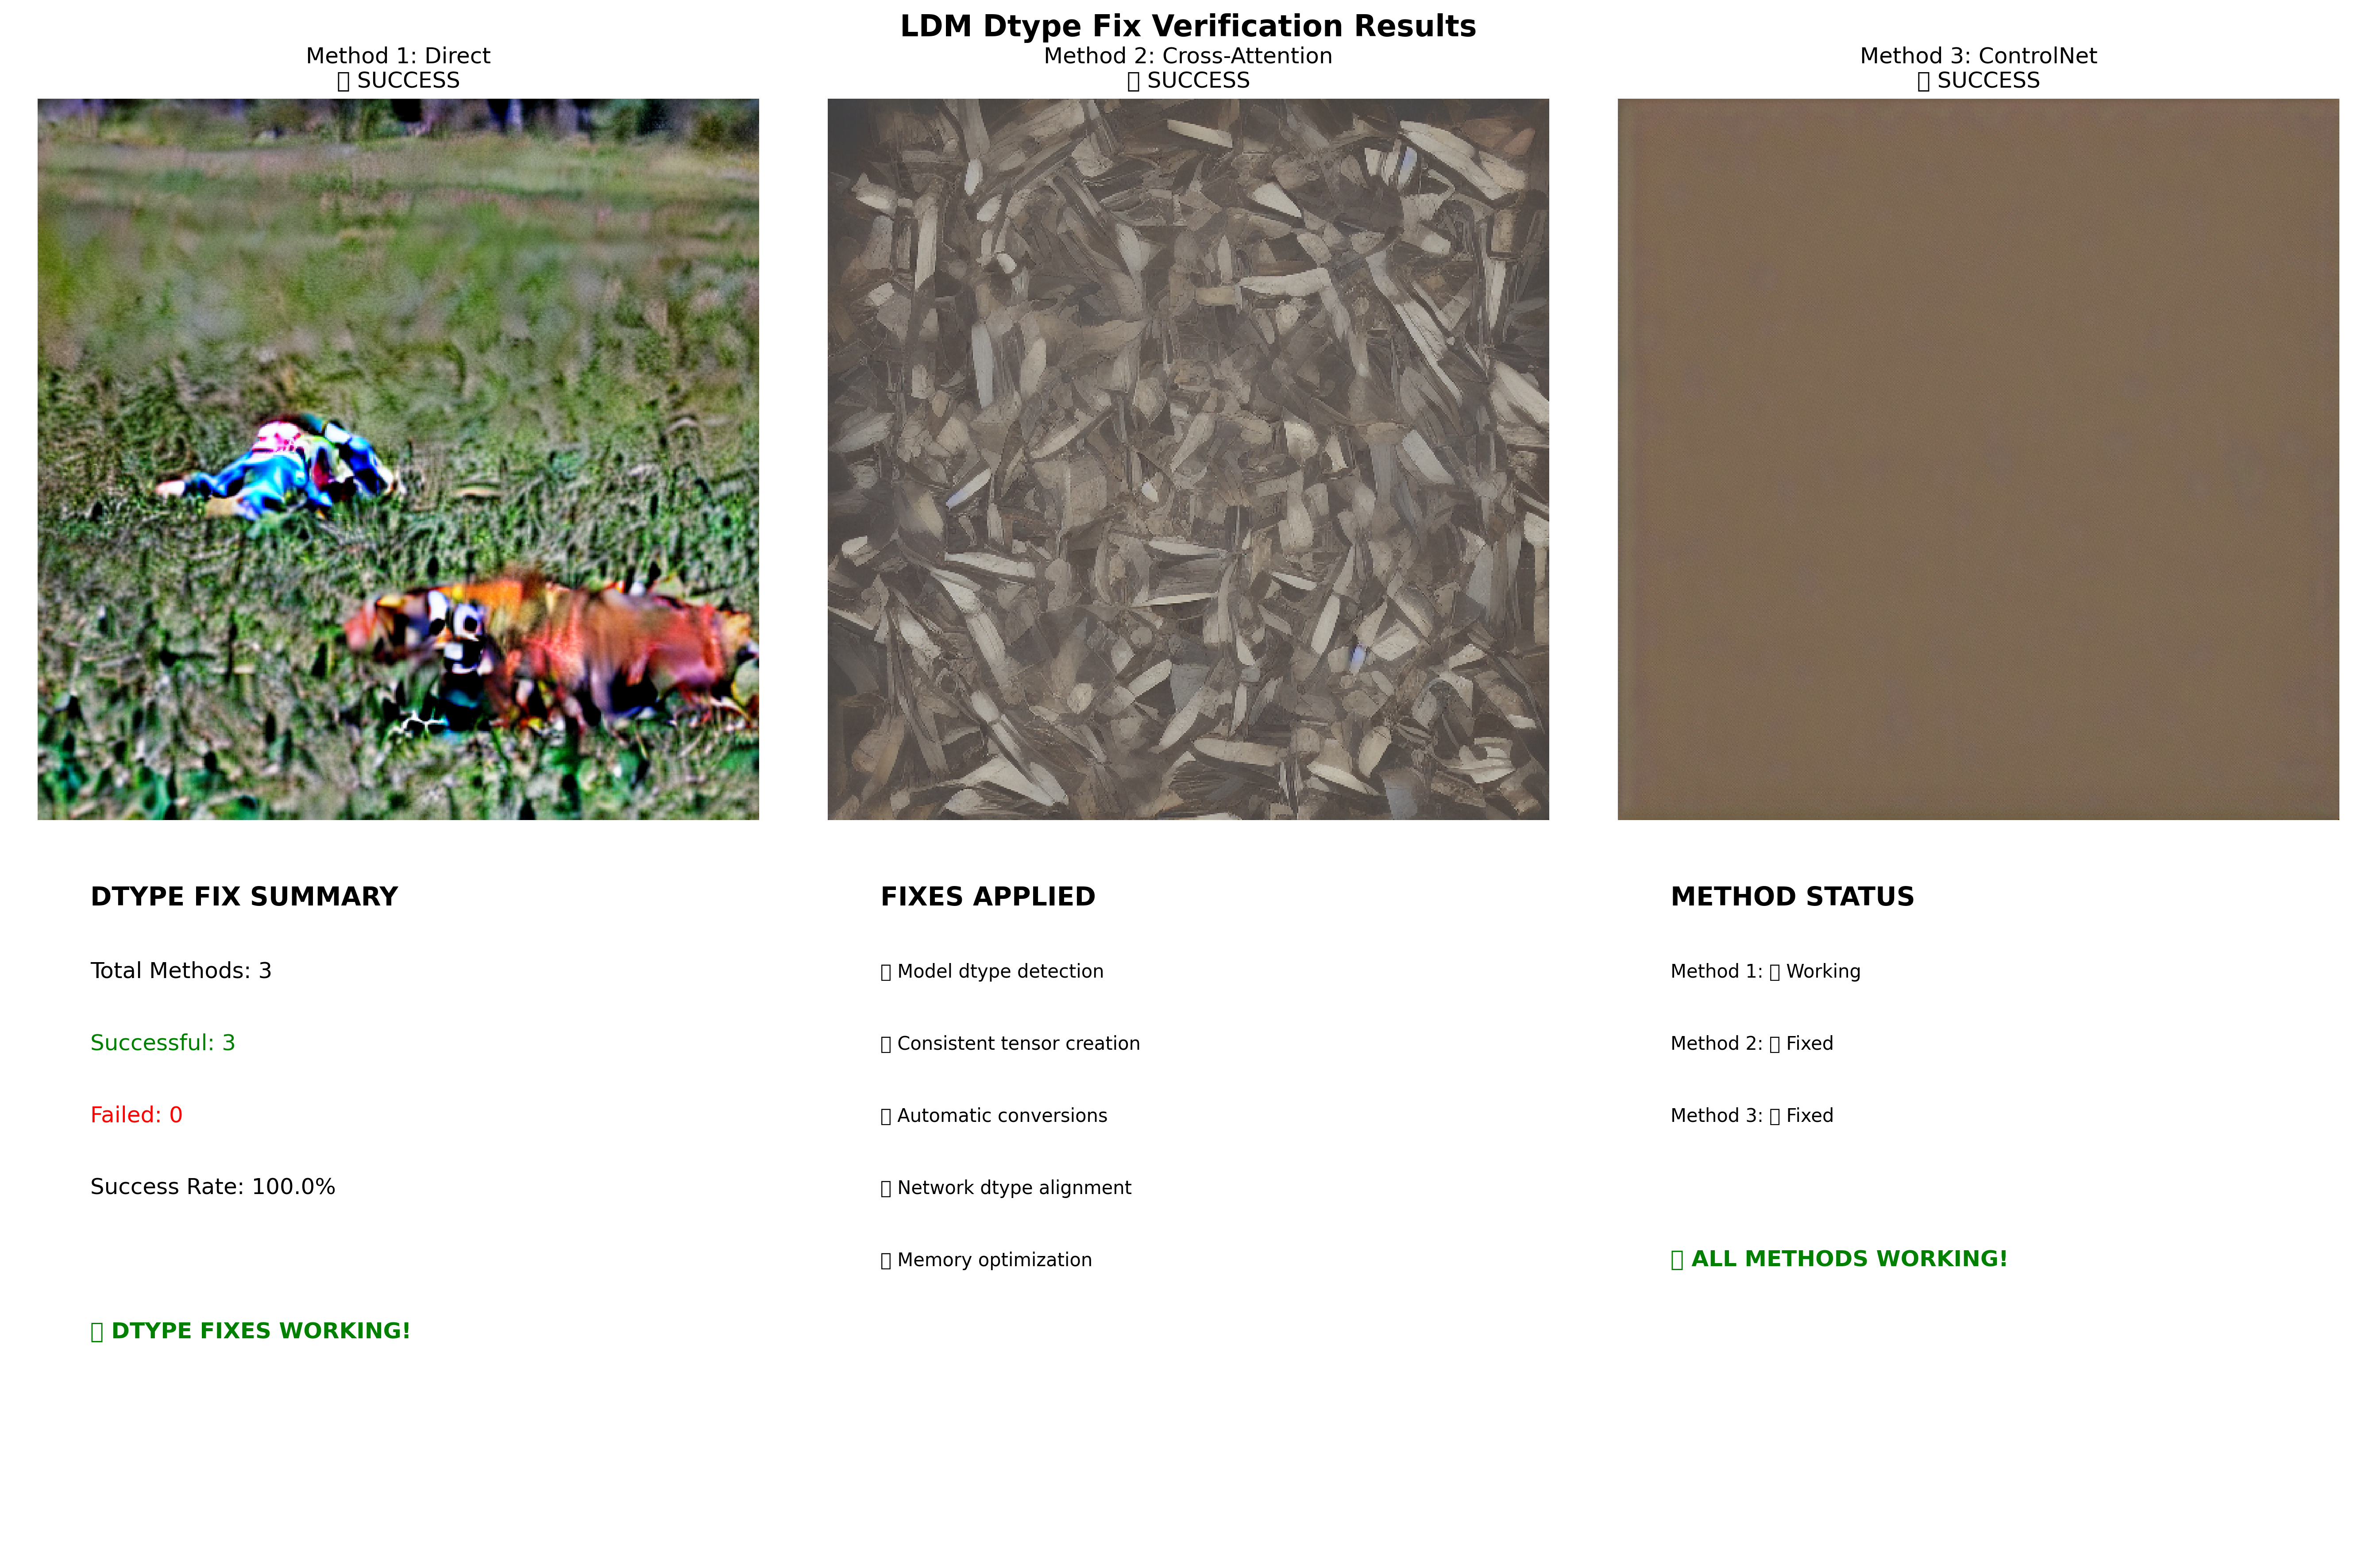 LDM Dtype Fix Verification Results
Method 1: Direct
▯ SUCCESS
Method 2: Cross-Attention
▯ SUCCESS
Method 3: ControlNet
▯ SUCCESS
DTYPE FIX SUMMARY
Total Methods: 3
Successful: 3
Failed: 0
Success Rate: 100.0%
▯ DTYPE FIXES WORKING!
FIXES APPLIED
▯ Model dtype detection
▯ Consistent tensor creation
▯ Automatic conversions
▯ Network dtype alignment
▯ Memory optimization
METHOD STATUS
Method 1: ▯ Working
Method 2: ▯ Fixed
Method 3: ▯ Fixed
▯ ALL METHODS WORKING!